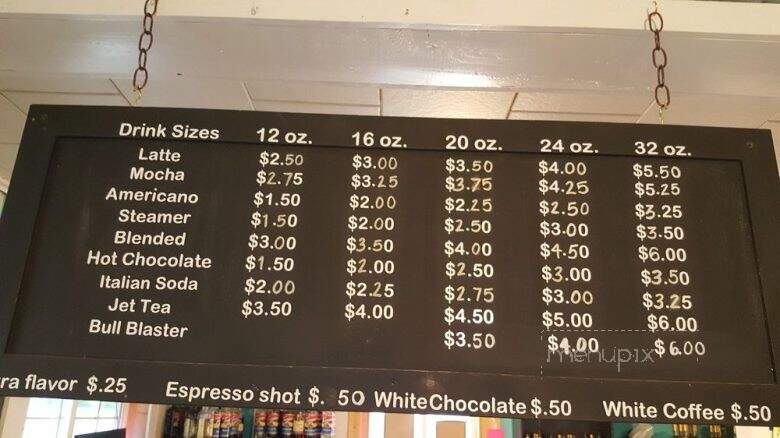 Drink Sizes 12 oz. 16 oz. 20 oz. 24 oz. 32 oz.
Latte $2.50 $3.00 $3.50 $4.00 $5.50
Mocha $2.75 $3.25 $3.75 $4.25 $5.25
Americano $1.50 $2.00 $2.25 $2.50 $3.25
Steamer $1.50 $2.00 $2.50 $3.00 $3.50
Blended $3.00 $3.50 $4.00 $4.50 $6.00
Hot Chocolate $1.50 $2.00 $2.50 $3.00 $3.50
Italian Soda $2.00 $2.25 $2.75 $3.00 $3.25
Jet Tea $3.50 $4.00 $4.50 $5.00 $6.00
Bull Blaster $3.50 $4.00 $6.00
menupix
ra flavor $.25 Espresso shot $. 50 WhiteChocolate $.50 White Coffee $.50